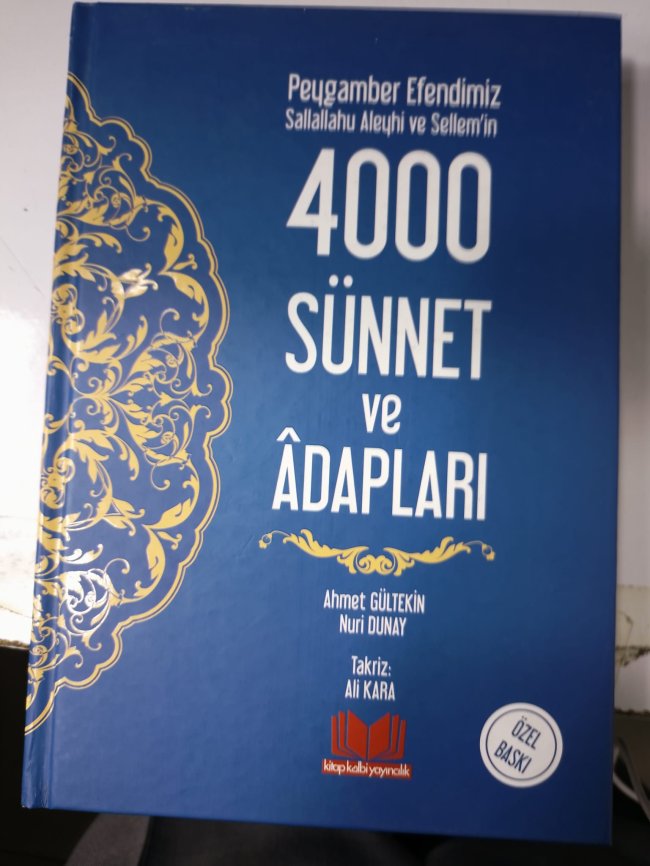 Peygamber Efendimiz
Sallallahu Aleyhi ve Sellem'in
4000
SÜNNET
ve
ÂDAPLARI
Ahmet GÜLTEKİN
Nuri DUNAY
Takriz:
Ali KARA
kitap kalbi yayıncılık
ÖZEL
BASKI